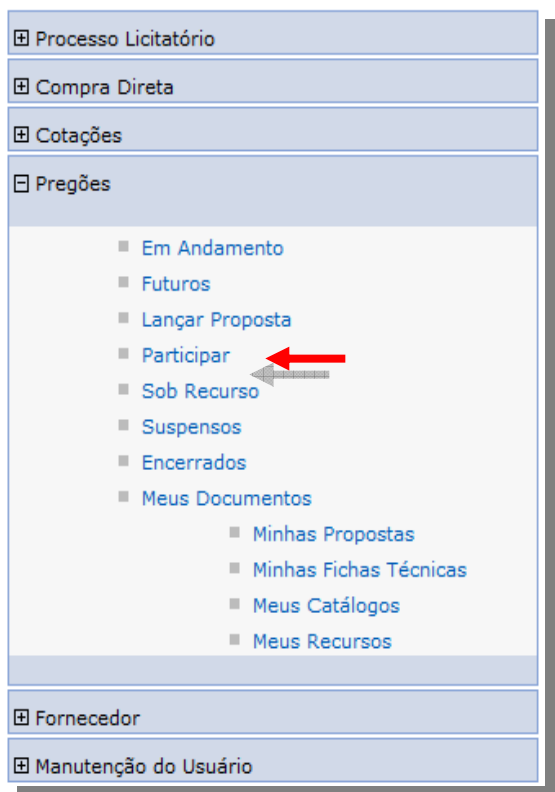 Processo Licitatório
Compra Direta
Cotações
Pregões
Em Andamento
Futuros
Lançar Proposta
Participar
Sob Recurso
Suspensos
Encerrados
Meus Documentos
Minhas Propostas
Minhas Fichas Técnicas
Meus Catálogos
Meus Recursos
Fornecedor
Manutenção do Usuário